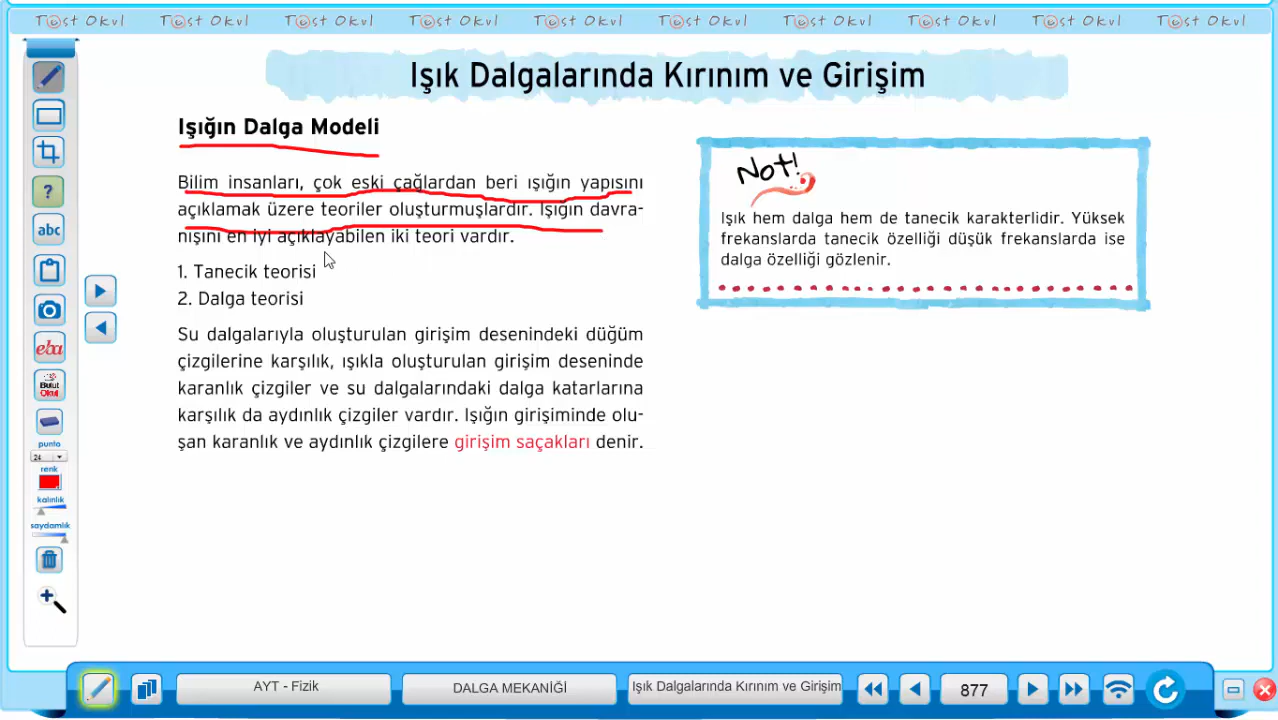 Test Okul Test Okul Test Okul Test Okul Test Okul Test Okul Test Okul Test Okul Test Okul Test Okul
Işık Dalgalarında Kırınım ve Girişim
Işığın Dalga Modeli
Bilim insanları, çok eski çağlardan beri ışığın yapısını
açıklamak üzere teoriler oluşturmuşlardır. Işığın davra-
nışını en iyi açıklayabilen iki teori vardır.
1. Tanecik teorisi
2. Dalga teorisi
Su dalgalarıyla oluşturulan girişim desenindeki düğüm
çizgilerine karşılık, ışıkla oluşturulan girişim deseninde
karanlık çizgiler ve su dalgalarındaki dalga katarlarına
karşılık da aydınlık çizgiler vardır. Işığın girişiminde olu-
şan karanlık ve aydınlık çizgilere girişim saçakları denir.
Not!
Işık hem dalga hem de tanecik karakterlidir. Yüksek
frekanslarda tanecik özelliği düşük frekanslarda ise
dalga özelliği gözlenir.
?
abc
eba
Bulut
Okul
punto
24
renk
kalınlık
saydamlık
AYT - Fizik
DALGA MEKANİĞİ
Işık Dalgalarında Kırınım ve Girişim
877